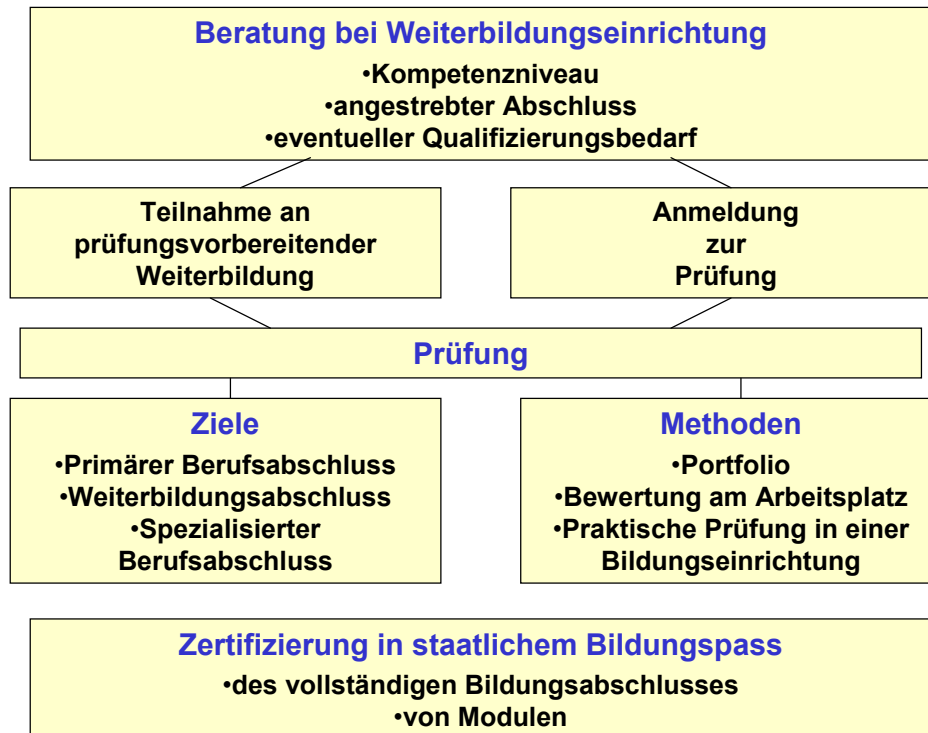 Beratung bei Weiterbildungseinrichtung
•Kompetenzniveau
•angestrebter Abschluss
•eventueller Qualifizierungsbedarf
Teilnahme an
prüfungsvorbereitender
Weiterbildung
Anmeldung
zur
Prüfung
Prüfung
Ziele
•Primärer Berufsabschluss
•Weiterbildungsabschluss
•Spezialisierter
Berufsabschluss
Methoden
•Portfolio
•Bewertung am Arbeitsplatz
•Praktische Prüfung in einer
Bildungseinrichtung
Zertifizierung in staatlichem Bildungspass
•des vollständigen Bildungsabschlusses
•von Modulen